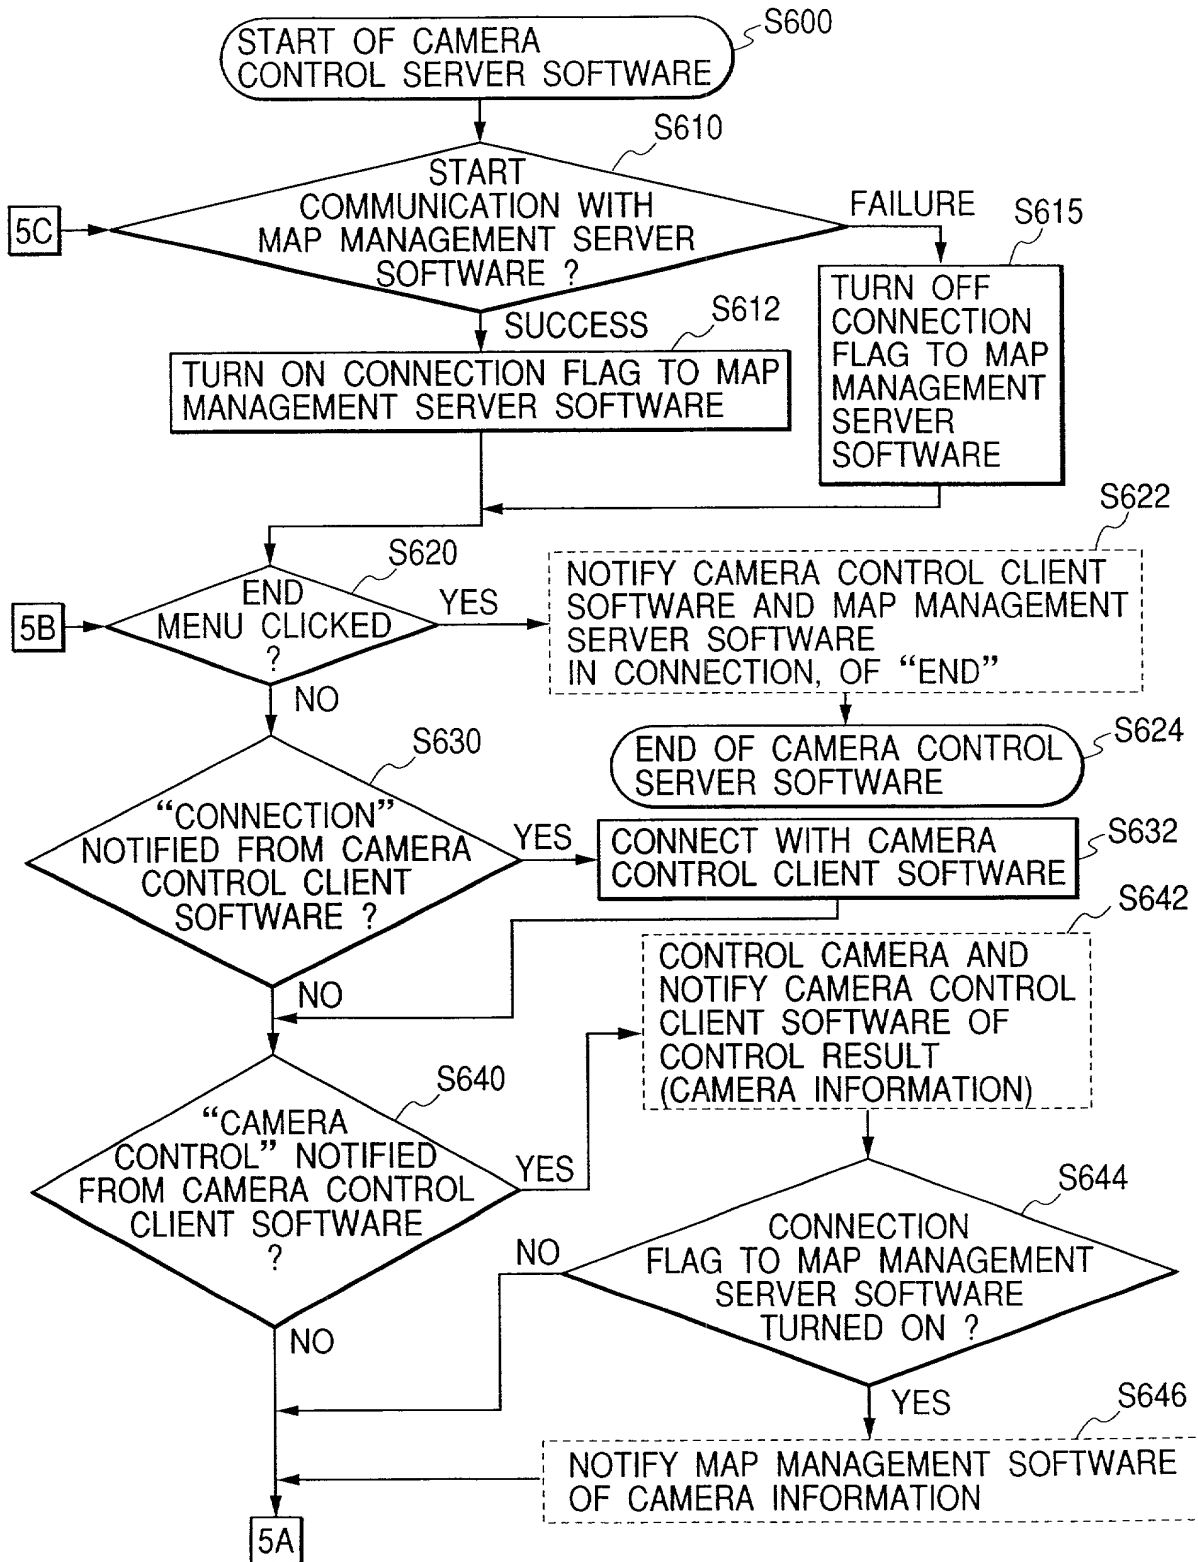 START OF CAMERA
CONTROL SERVER SOFTWARE
S600
S610
START
COMMUNICATION WITH
MAP MANAGEMENT SERVER
SOFTWARE ?
5C
FAILURE
S615
TURN OFF
CONNECTION
FLAG TO MAP
MANAGEMENT
SERVER
SOFTWARE
SUCCESS
S612
TURN ON CONNECTION FLAG TO MAP
MANAGEMENT SERVER SOFTWARE
S620
END
MENU CLICKED
?
5B
YES
S622
NOTIFY CAMERA CONTROL CLIENT
SOFTWARE AND MAP MANAGEMENT
SERVER SOFTWARE
IN CONNECTION, OF “END”
NO
S624
END OF CAMERA CONTROL
SERVER SOFTWARE
S630
“CONNECTION”
NOTIFIED FROM CAMERA
CONTROL CLIENT
SOFTWARE ?
YES
S632
CONNECT WITH CAMERA
CONTROL CLIENT SOFTWARE
NO
S642
CONTROL CAMERA AND
NOTIFY CAMERA CONTROL
CLIENT SOFTWARE OF
CONTROL RESULT
(CAMERA INFORMATION)
S640
“CAMERA
CONTROL” NOTIFIED
FROM CAMERA CONTROL
CLIENT SOFTWARE
?
YES
S644
CONNECTION
FLAG TO MAP MANAGEMENT
SERVER SOFTWARE
TURNED ON ?
NO
NO
YES
S646
NOTIFY MAP MANAGEMENT SOFTWARE
OF CAMERA INFORMATION
5A